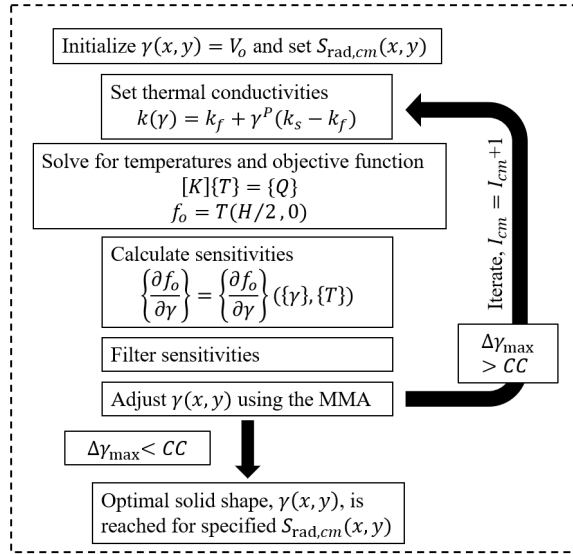 Initialize γ(x, y) = V_o and set S_rad,cm(x, y)
Set thermal conductivities
k(γ) = k_f + γ^P(k_s − k_f)
Solve for temperatures and objective function
[K]{T} = {Q}
f_o = T(H/2, 0)
Calculate sensitivities
{∂f_o/∂γ} = {∂f_o/∂γ} ({γ}, {T})
Filter sensitivities
Adjust γ(x, y) using the MMA
Iterate, I_cm = I_cm+1
Δγ_max
> CC
Δγ_max < CC
Optimal solid shape, γ(x, y), is
reached for specified S_rad,cm(x, y)